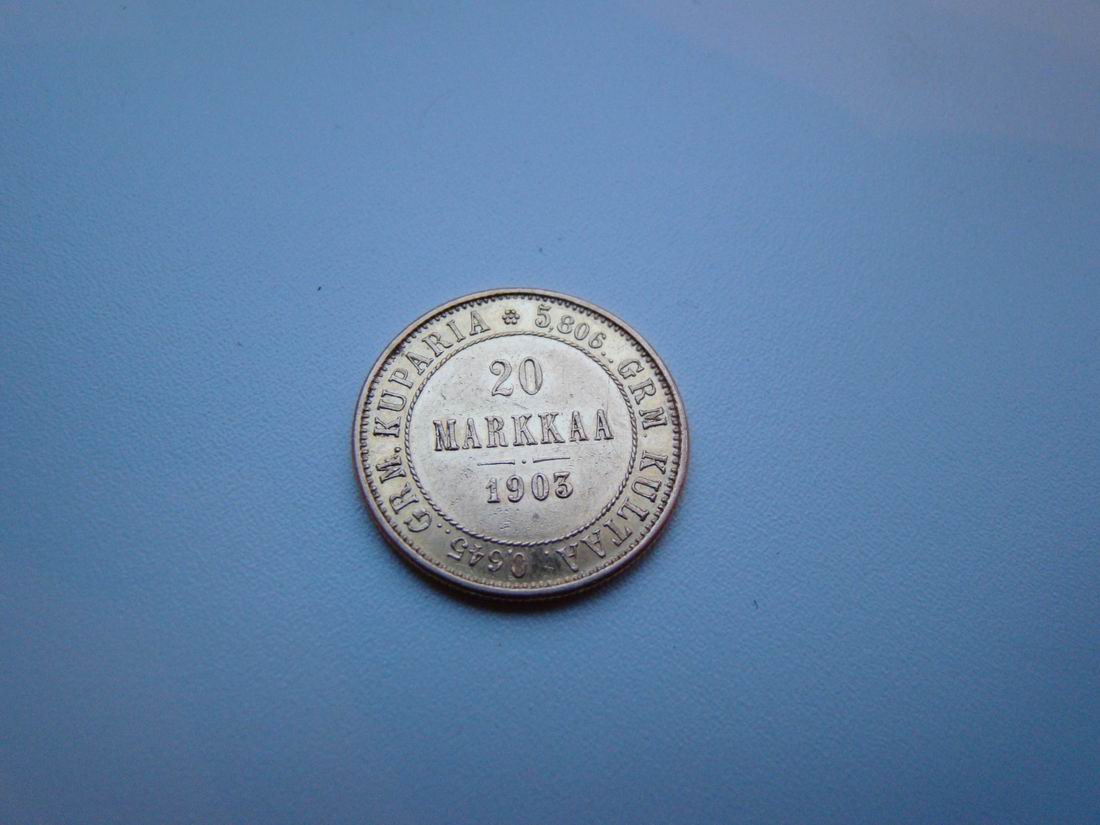 20
MARKKAA
1903
5,806.. GRM. KULTAA. 0,645.. GRM. KUPARIA